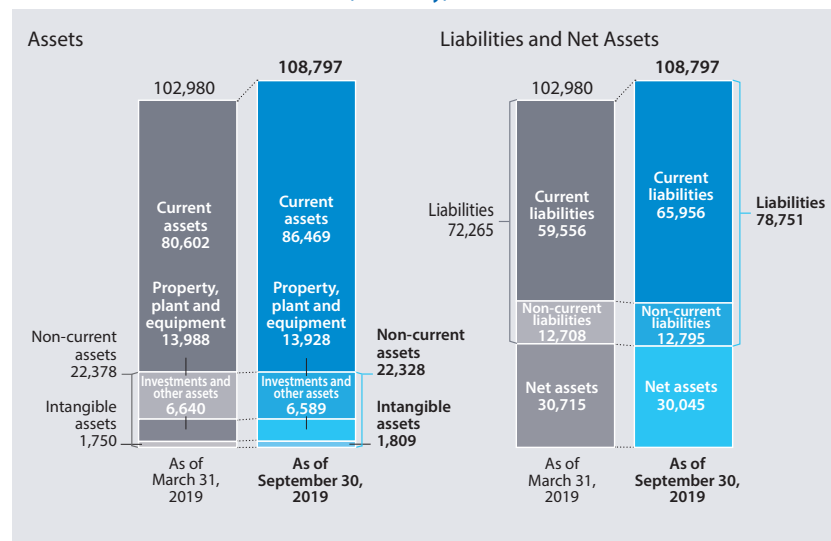 Assets
102,980
108,797
Current
assets
80,602
Current
assets
86,469
Property,
plant and
equipment
13,988
Property,
plant and
equipment
13,928
Non-current
assets
22,378
Investments and
other assets
6,640
Investments and
other assets
6,589
Non-current
assets
22,328
Intangible
assets
1,750
Intangible
assets
1,809
As of
March 31,
2019
As of
September 30,
2019
Liabilities and Net Assets
102,980
108,797
Liabilities
72,265
Current
liabilities
59,556
Current
liabilities
65,956
Liabilities
78,751
Non-current
liabilities
12,708
Non-current
liabilities
12,795
Net assets
30,715
Net assets
30,045
As of
March 31,
2019
As of
September 30,
2019